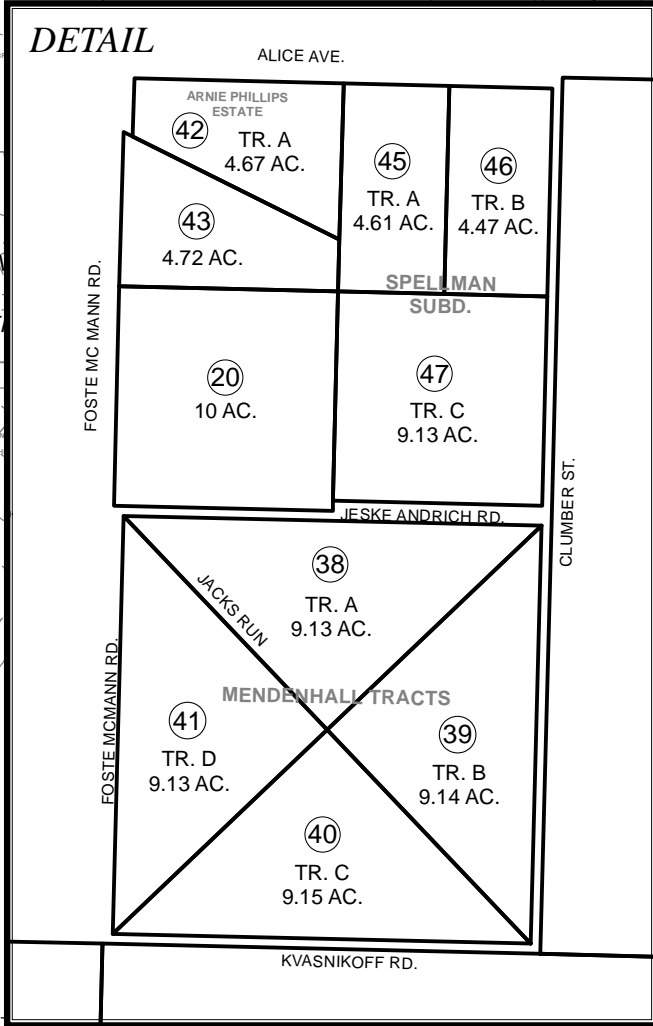 DETAIL
ALICE AVE.
ARNIE PHILLIPS
ESTATE
42
TR. A
4.67 AC.
45
TR. A
4.61 AC.
46
TR. B
4.47 AC.
43
4.72 AC.
SPELLMAN
SUBD.
FOSTE MC MANN RD.
20
10 AC.
47
TR. C
9.13 AC.
CLUMBER ST.
JESKE ANDRICH RD.
38
TR. A
9.13 AC.
JACKS RUN
MENDENHALL TRACTS
FOSTE MCMANN RD.
41
TR. D
9.13 AC.
39
TR. B
9.14 AC.
40
TR. C
9.15 AC.
KVASNIKOFF RD.